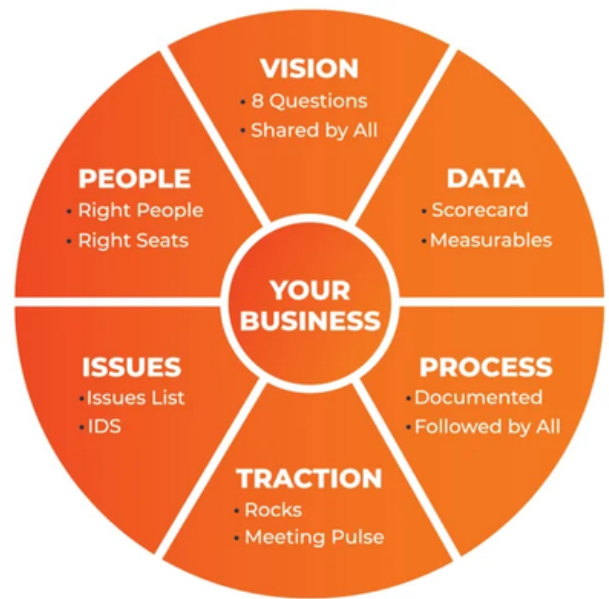 VISION
• 8 Questions
• Shared by All
PEOPLE
• Right People
• Right Seats
DATA
• Scorecard
• Measurables
YOUR
BUSINESS
ISSUES
• Issues List
• IDS
PROCESS
• Documented
• Followed by All
TRACTION
• Rocks
• Meeting Pulse